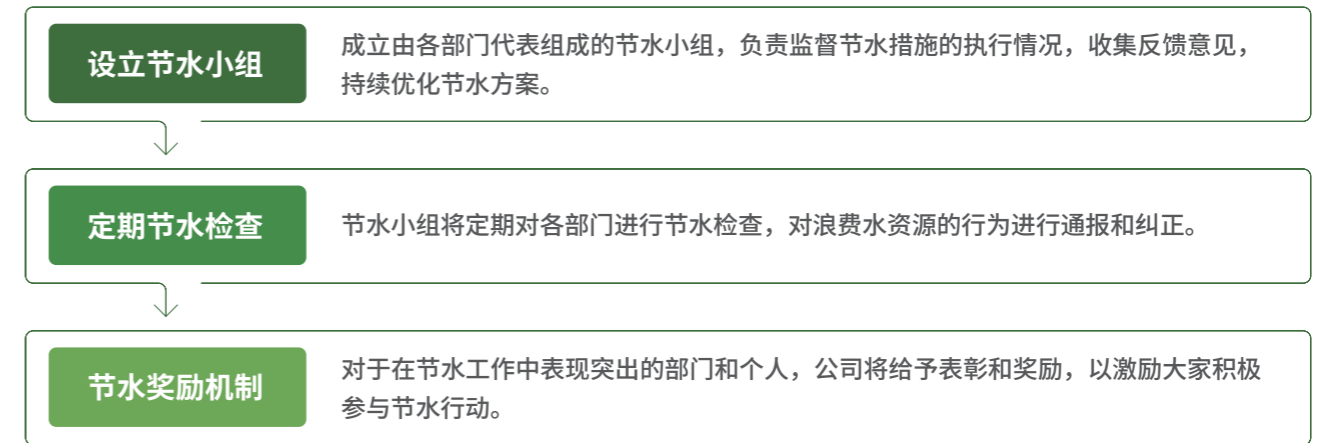 设立节水小组
成立由各部门代表组成的节水小组，负责监督节水措施的执行情况，收集反馈意见，
持续优化节水方案。
定期节水检查
节水小组将定期对各部门进行节水检查，对浪费水资源的行为进行通报和纠正。
节水奖励机制
对于在节水工作中表现突出的部门和个人，公司将给予表彰和奖励，以激励大家积极
参与节水行动。